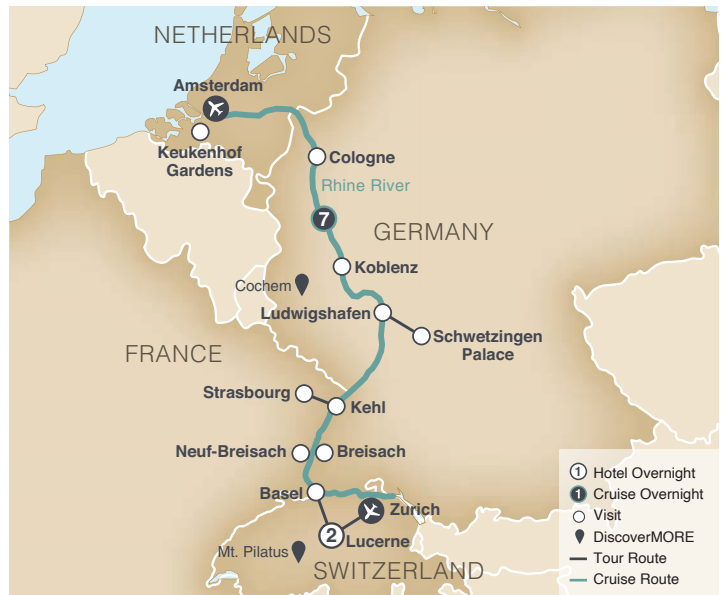 NETHERLANDS
Amsterdam
Keukenhof
Gardens
Cologne
Rhine River
7
GERMANY
Koblenz
Cochem
Ludwigshafen
Schwetzingen
Palace
FRANCE
Strasbourg
Kehl
Neuf-Breisach
Breisach
Basel
Zurich
2
Lucerne
Mt. Pilatus
SWITZERLAND
1 Hotel Overnight
1 Cruise Overnight
Visit
DiscoverMORE
Tour Route
Cruise Route